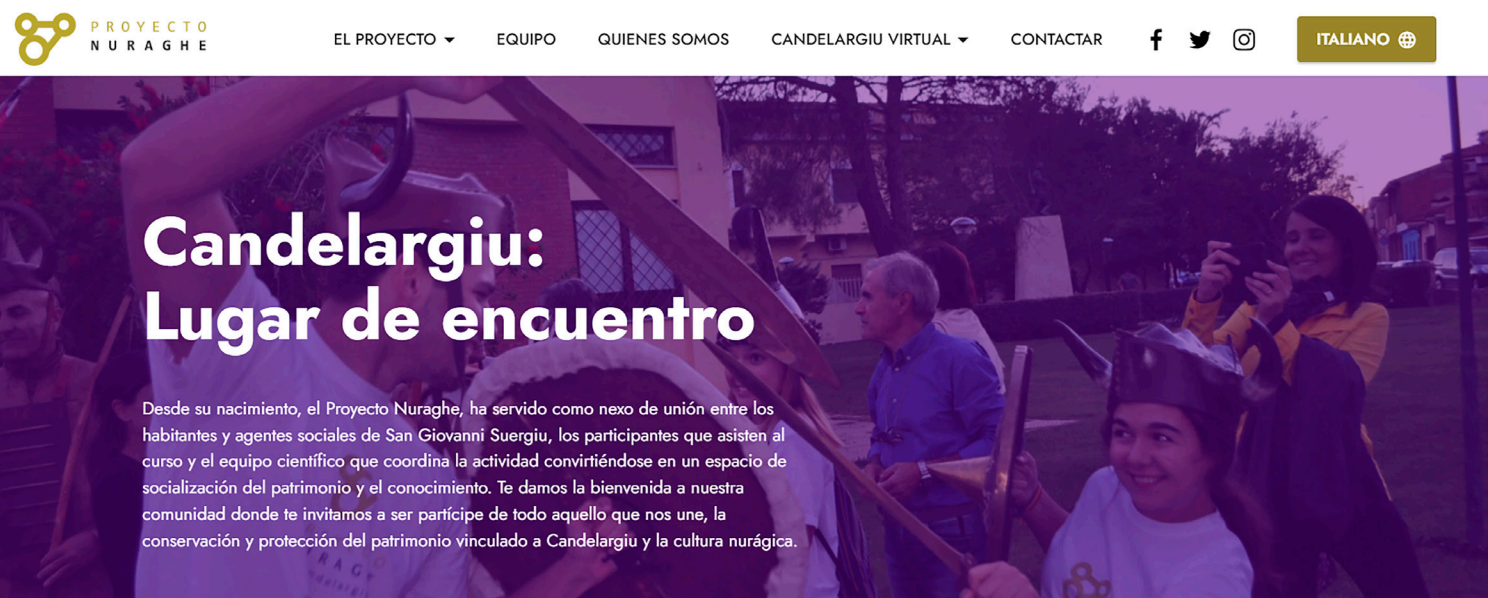 PROYECTO
NURAGHE
EL PROYECTO
EQUIPO
QUIENES SOMOS
CANDELARGIU VIRTUAL
CONTACTAR
ITALIANO
Candelargiu:
Lugar de encuentro
Desde su nacimiento, el Proyecto Nuraghe, ha servido como nexo de unión entre los
habitantes y agentes sociales de San Giovanni Suergiu, los participantes que asisten al
curso y el equipo científico que coordina la actividad convirtiéndose en un espacio de
socialización del patrimonio y el conocimiento. Te damos la bienvenida a nuestra
comunidad donde te invitamos a ser partícipe de todo aquello que nos une, la
conservación y protección del patrimonio vinculado a Candelargiu y la cultura nurágica.